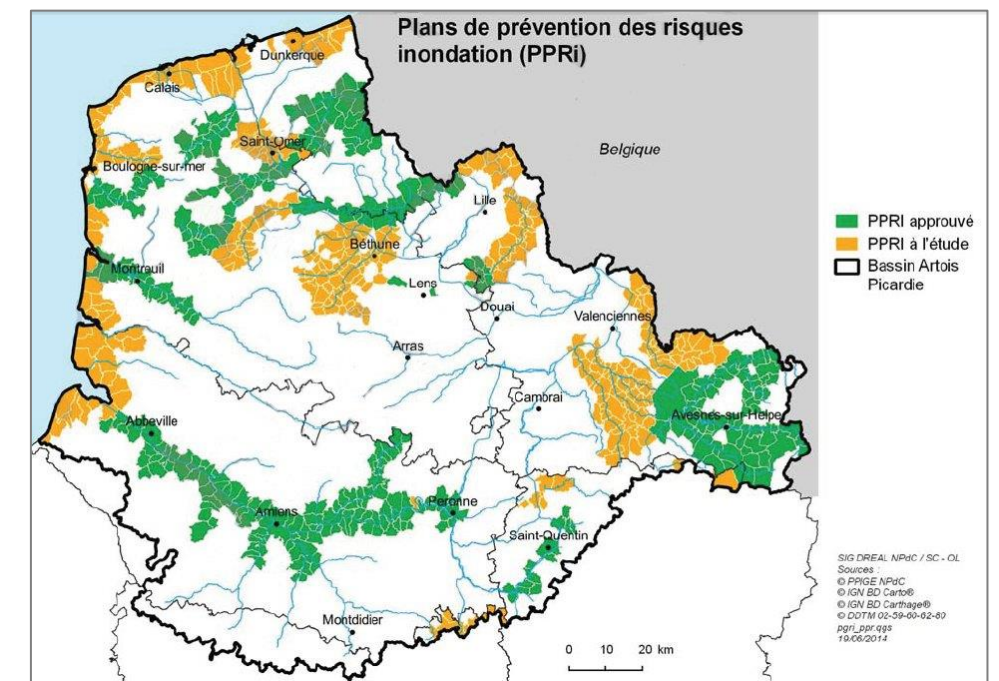 Plans de prévention des risques
inondation (PPRi)
Dunkerque
Calais
Saint-Omer
Belgique
Boulogne-sur-mer
Lille
PPRI approuvé
PPRI à l'étude
Bassin Artois
Picardie
Béthune
Montreuil
Lens
Douai
Valenciennes
Arras
Cambrai
Avesnes-sur-Helpe
Abbeville
Peronne
Amiens
Saint-Quentin
Montdidier
0 10 20 km
SIG DREAL NPdC / SC - OL
Sources :
© PPIGE NPdC
© IGN BD Carto®
© IGN BD Carthage®
© DDTM 02-59-60-62-80
pgri_ppr.qgs
19/06/2014